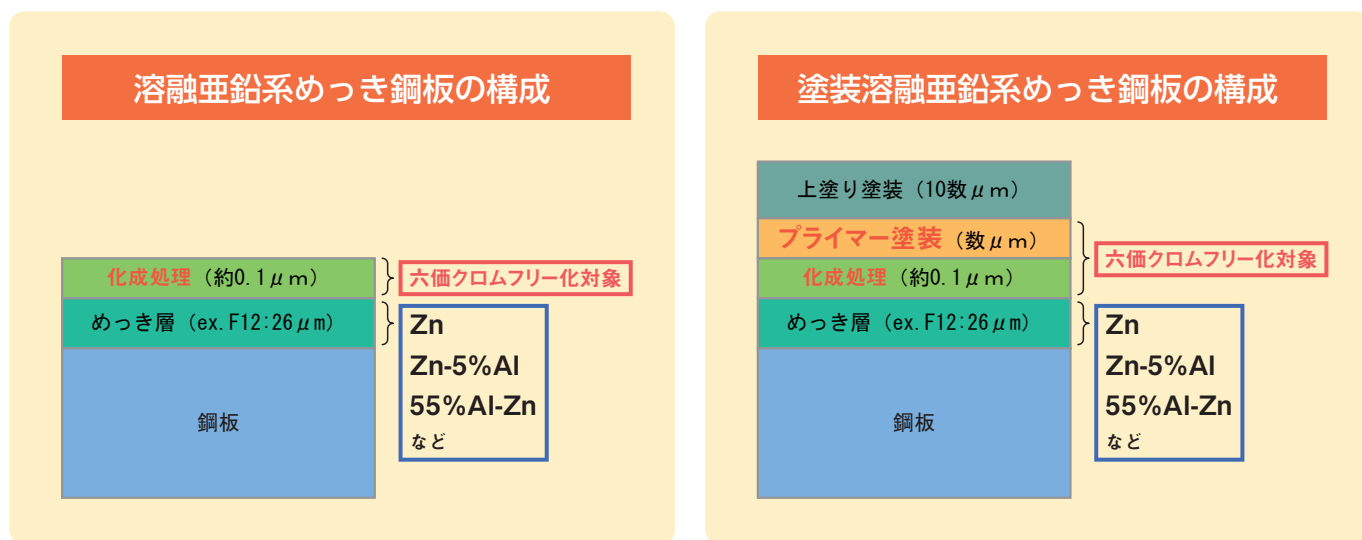 溶融亜鉛系めっき鋼板の構成
化成処理（約0.1μm）
六価クロムフリー化対象
めっき層（ex.F12:26μm）
Zn
Zn-5%Al
55%Al-Zn
など
鋼板
塗装溶融亜鉛系めっき鋼板の構成
上塗り塗装（10数μm）
プライマー塗装（数μm）
化成処理（約0.1μm）
六価クロムフリー化対象
めっき層（ex.F12:26μm）
Zn
Zn-5%Al
55%Al-Zn
など
鋼板